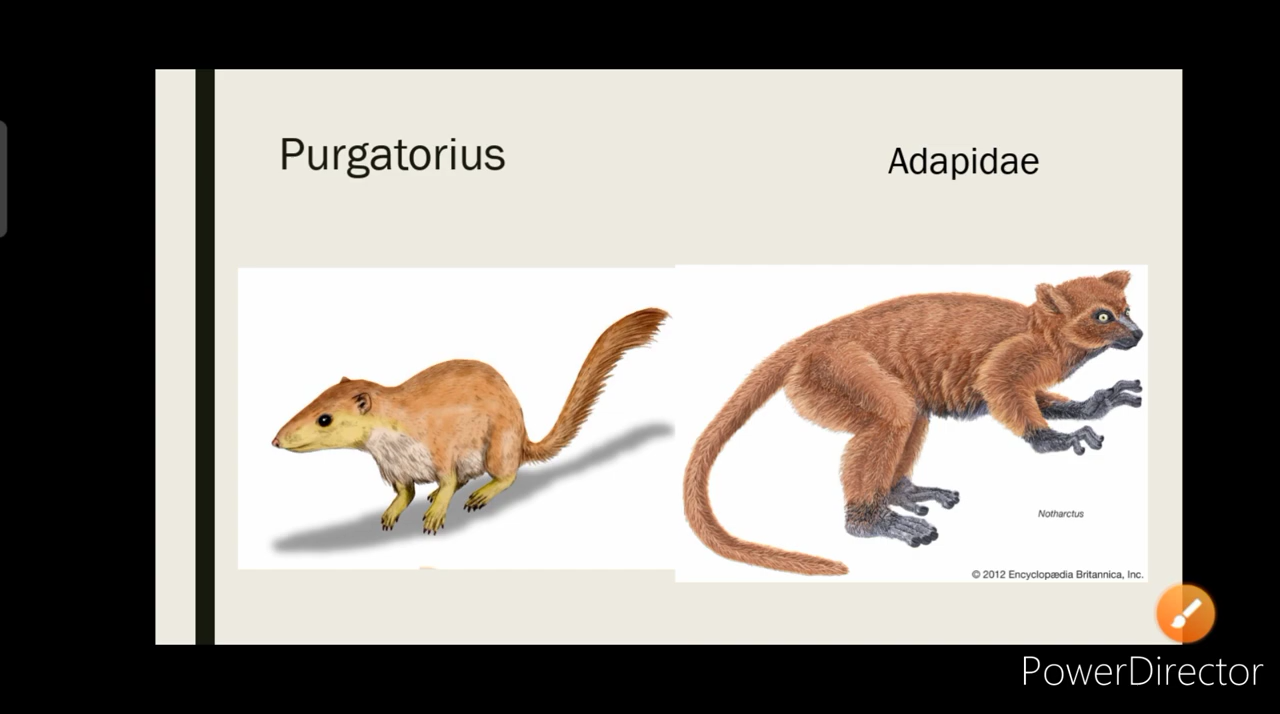 Purgatorius
Adapidae
Notharctus
© 2012 Encyclopædia Britannica, Inc.
PowerDirector